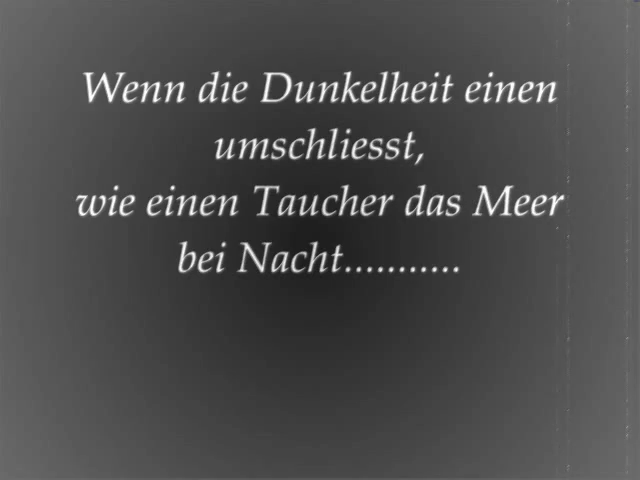 Wenn die Dunkelheit einen
umschliesst,
wie einen Taucher das Meer
bei Nacht...........